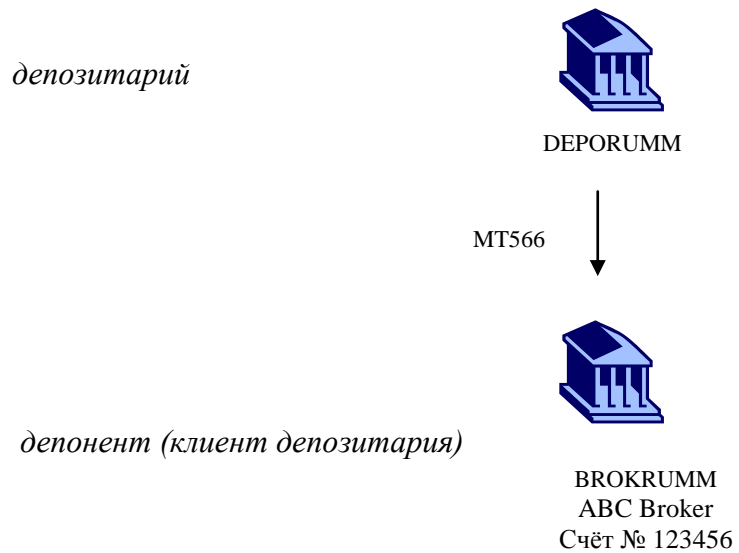 депозитарий
DEPORUMM
MT566
депонент (клиент депозитария)
BROKRUMM
ABC Broker
Счёт № 123456